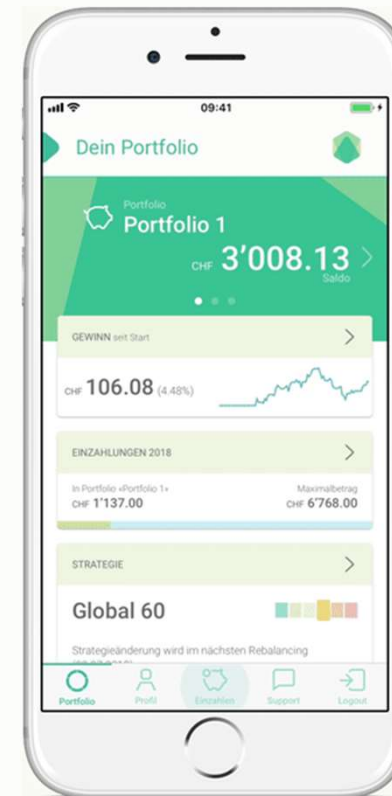 09:41
Dein Portfolio
Portfolio
Portfolio 1
CHF 3'008.13
Saldo
GEWINN seit Start
CHF 106.08 (4.48%)
EINZAHLUNGEN 2018
In Portfolio «Portfolio 1» Maximalbetrag
CHF 1'137.00 CHF 6'768.00
STRATEGIE
Global 60
Strategieänderung wird im nächsten Rebalancing
Portfolio Profil Einzahlen Support Logout